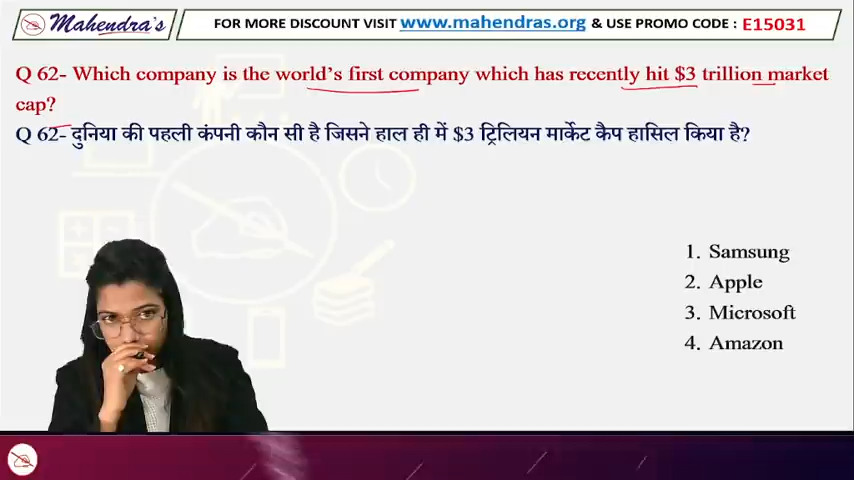 Mahendra's
FOR MORE DISCOUNT VISIT www.mahendras.org & USE PROMO CODE : E15031
Q 62- Which company is the world's first company which has recently hit $3 trillion market
cap?
Q 62- दुनिया की पहली कंपनी कौन सी है जिसने हाल ही में $3 ट्रिलियन मार्केट कैप हासिल किया है?
1. Samsung
2. Apple
3. Microsoft
4. Amazon